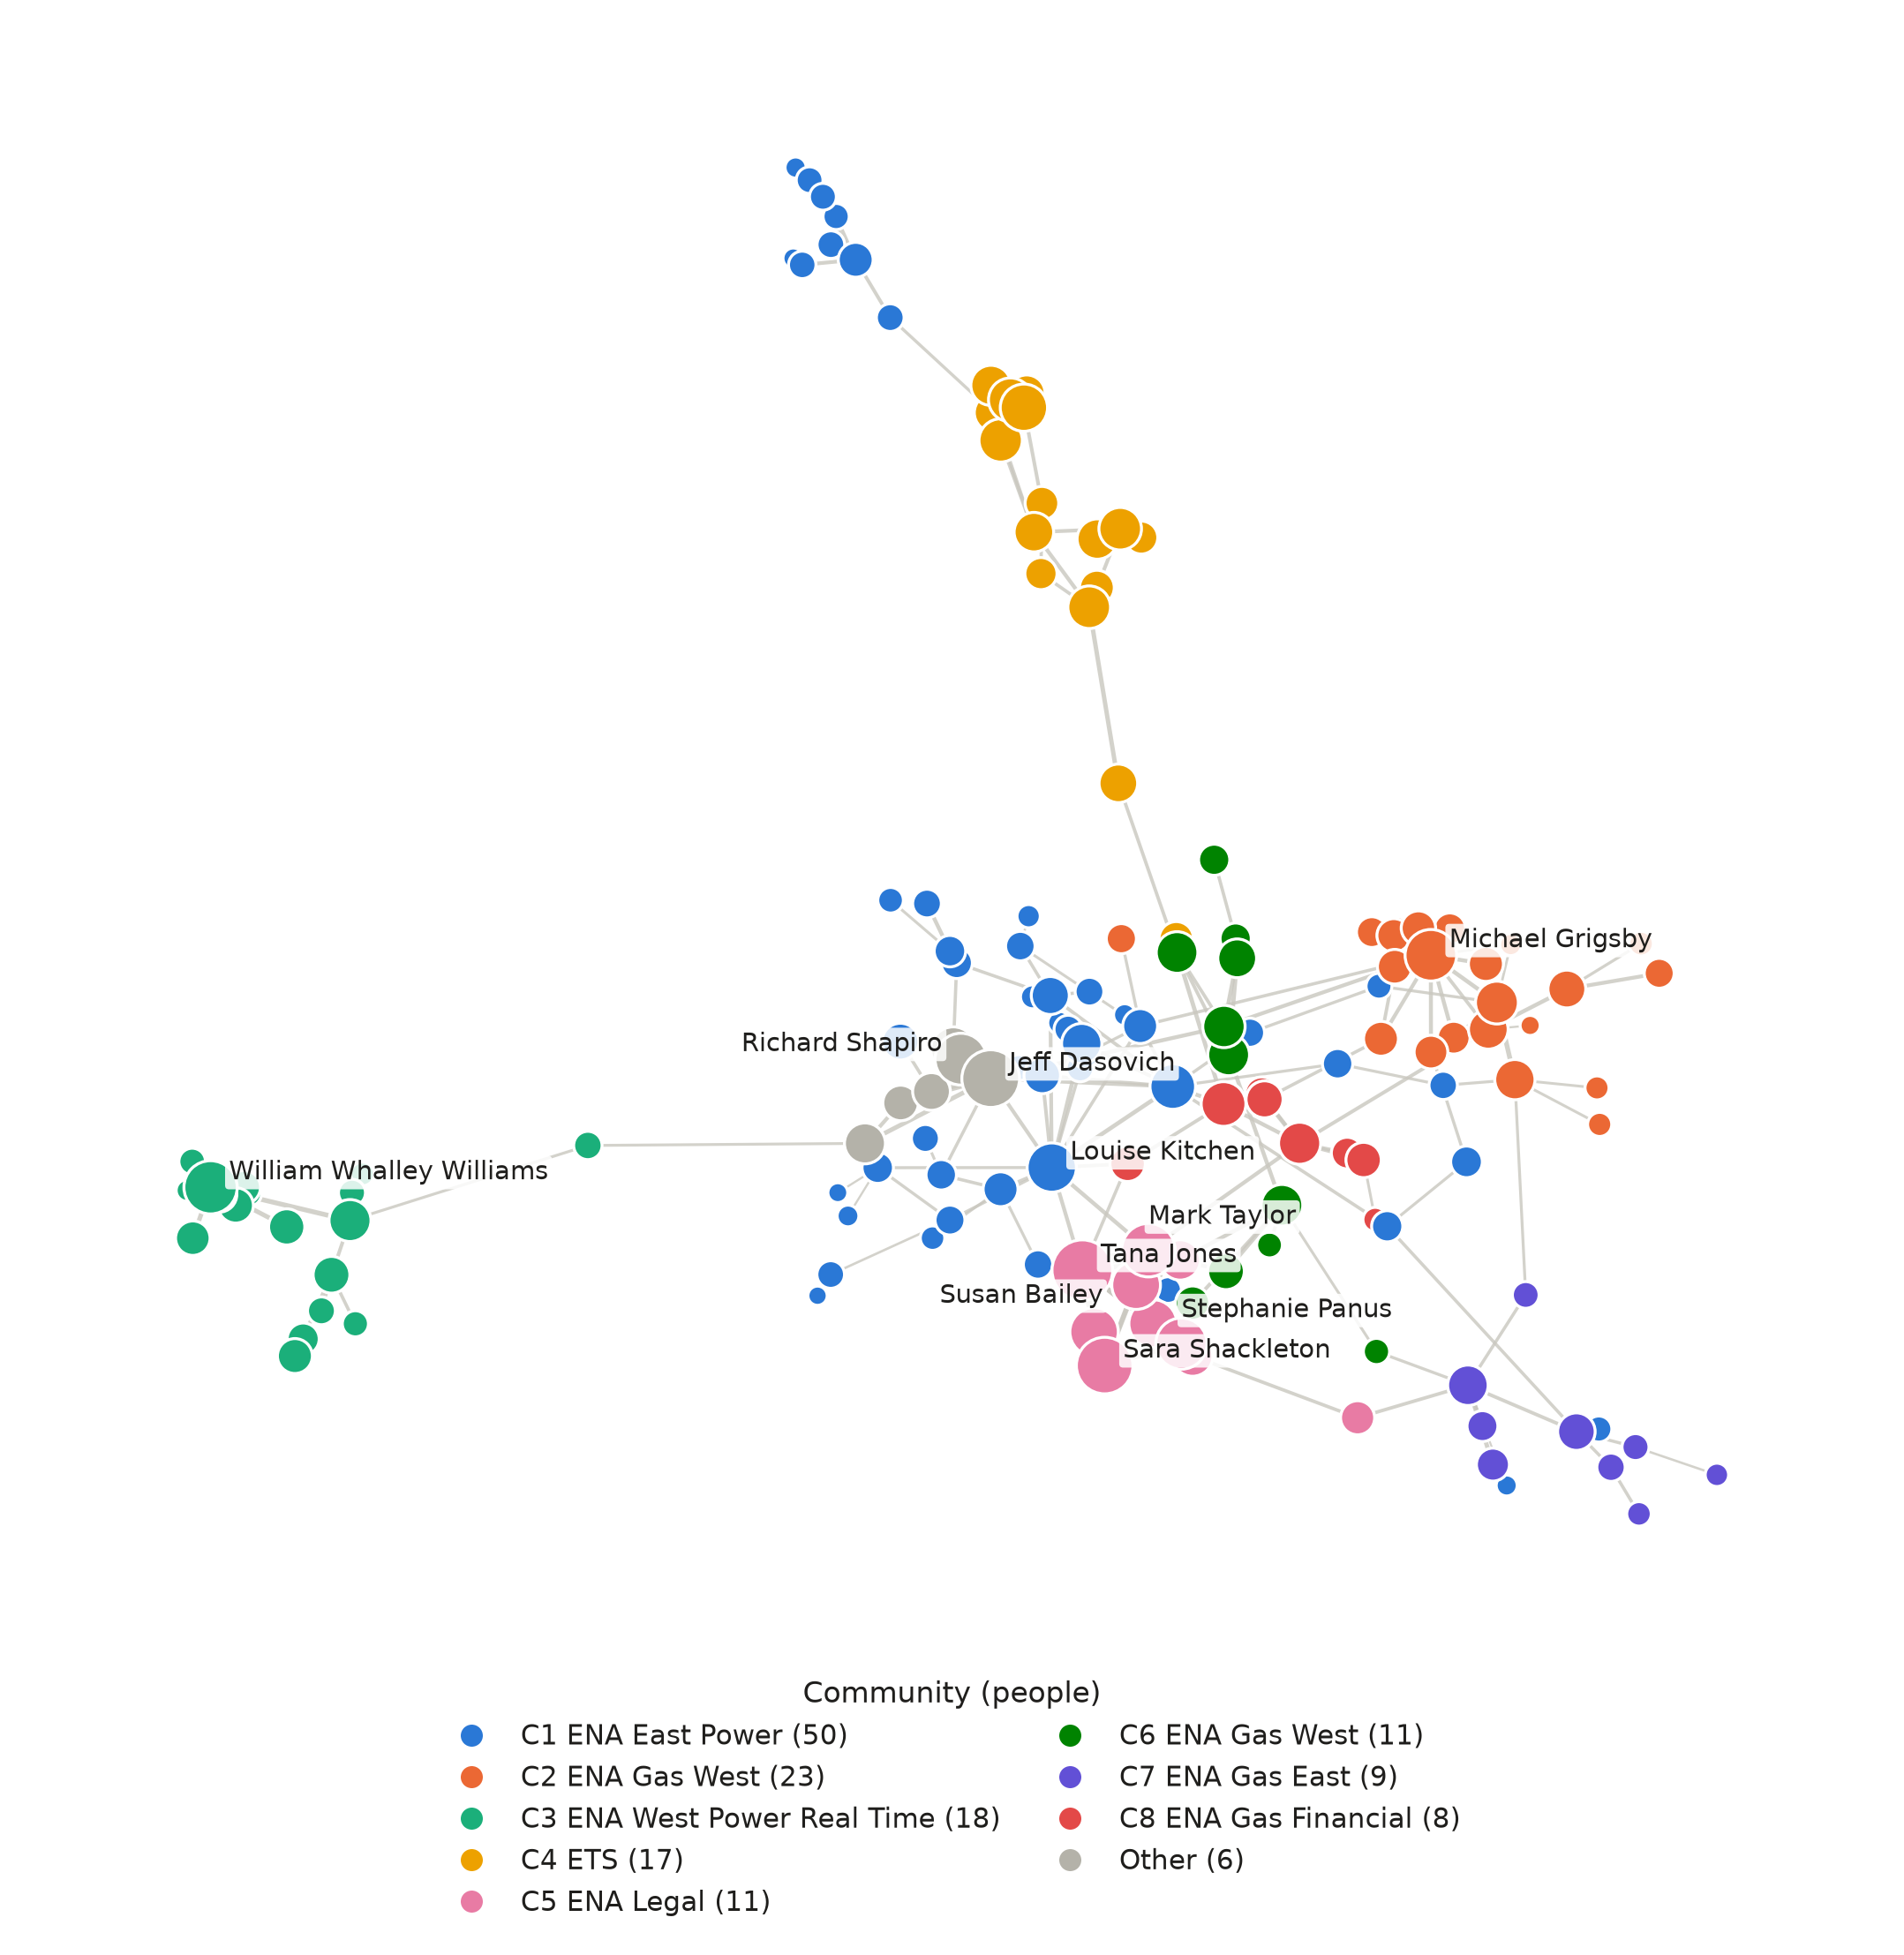 Michael Grigsby
Richard Shapiro
Jeff Dasovich
Louise Kitchen
William Whalley Williams
Mark Taylor
Tana Jones
Susan Bailey
Stephanie Panus
Sara Shackleton
Community (people)
C1 ENA East Power (50)
C2 ENA Gas West (23)
C3 ENA West Power Real Time (18)
C4 ETS (17)
C5 ENA Legal (11)
C6 ENA Gas West (11)
C7 ENA Gas East (9)
C8 ENA Gas Financial (8)
Other (6)